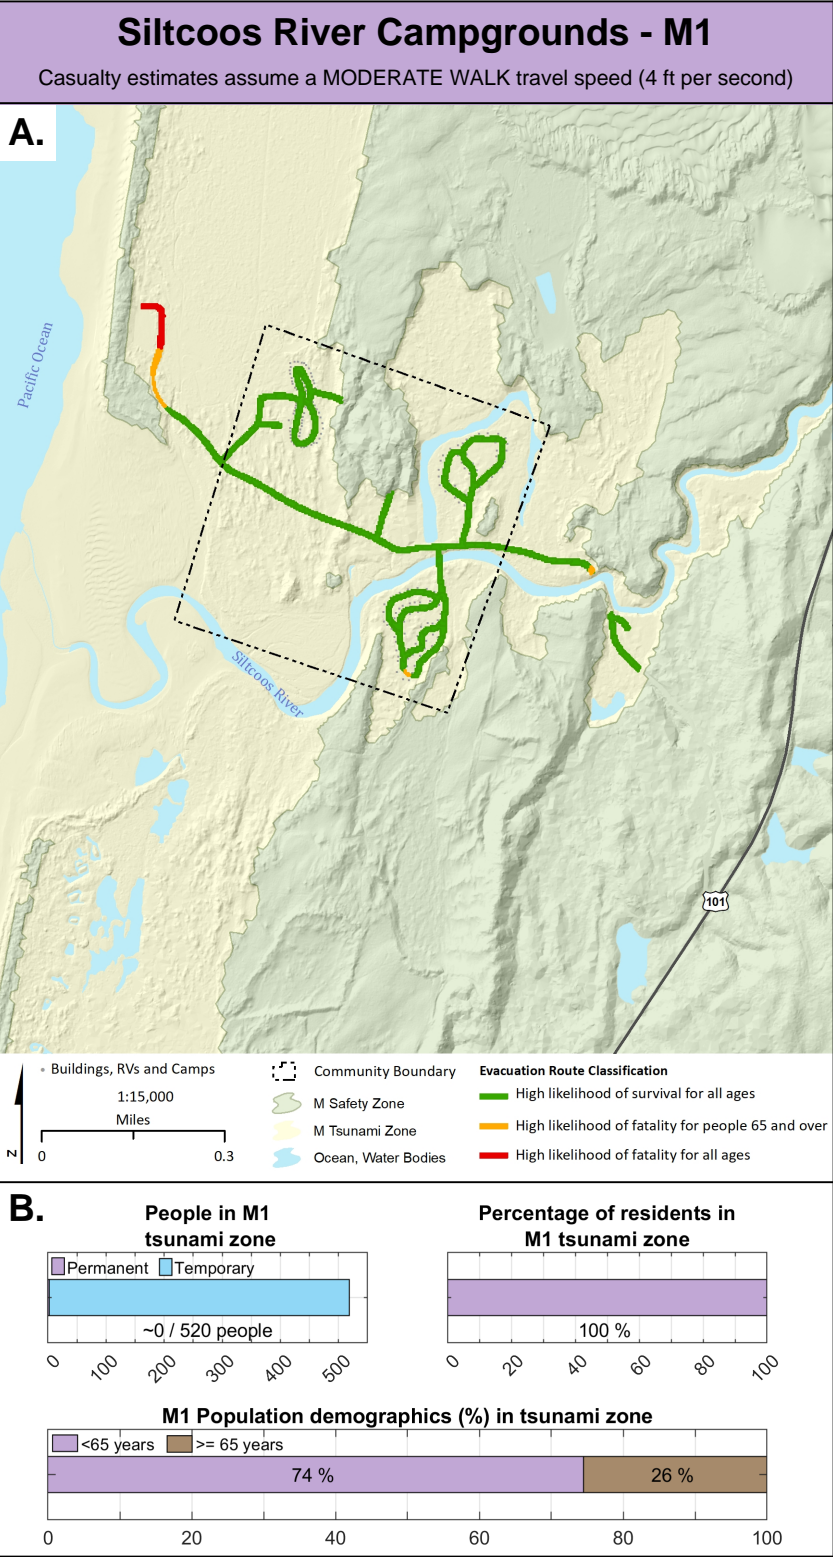 Siltcoos River Campgrounds - M1
Casualty estimates assume a MODERATE WALK travel speed (4 ft per second)
A.
Pacific Ocean
Siltcoos River
101
Buildings, RVs and Camps
1:15,000
Miles
0 0.3
N
Community Boundary
M Safety Zone
M Tsunami Zone
Ocean, Water Bodies
Evacuation Route Classification
High likelihood of survival for all ages
High likelihood of fatality for people 65 and over
High likelihood of fatality for all ages
B.
People in M1
tsunami zone
Permanent Temporary
~0 / 520 people
0 100 200 300 400 500
Percentage of residents in
M1 tsunami zone
100 %
0 20 40 60 80 100
M1 Population demographics (%) in tsunami zone
<65 years >= 65 years
74 % 26 %
0 20 40 60 80 100